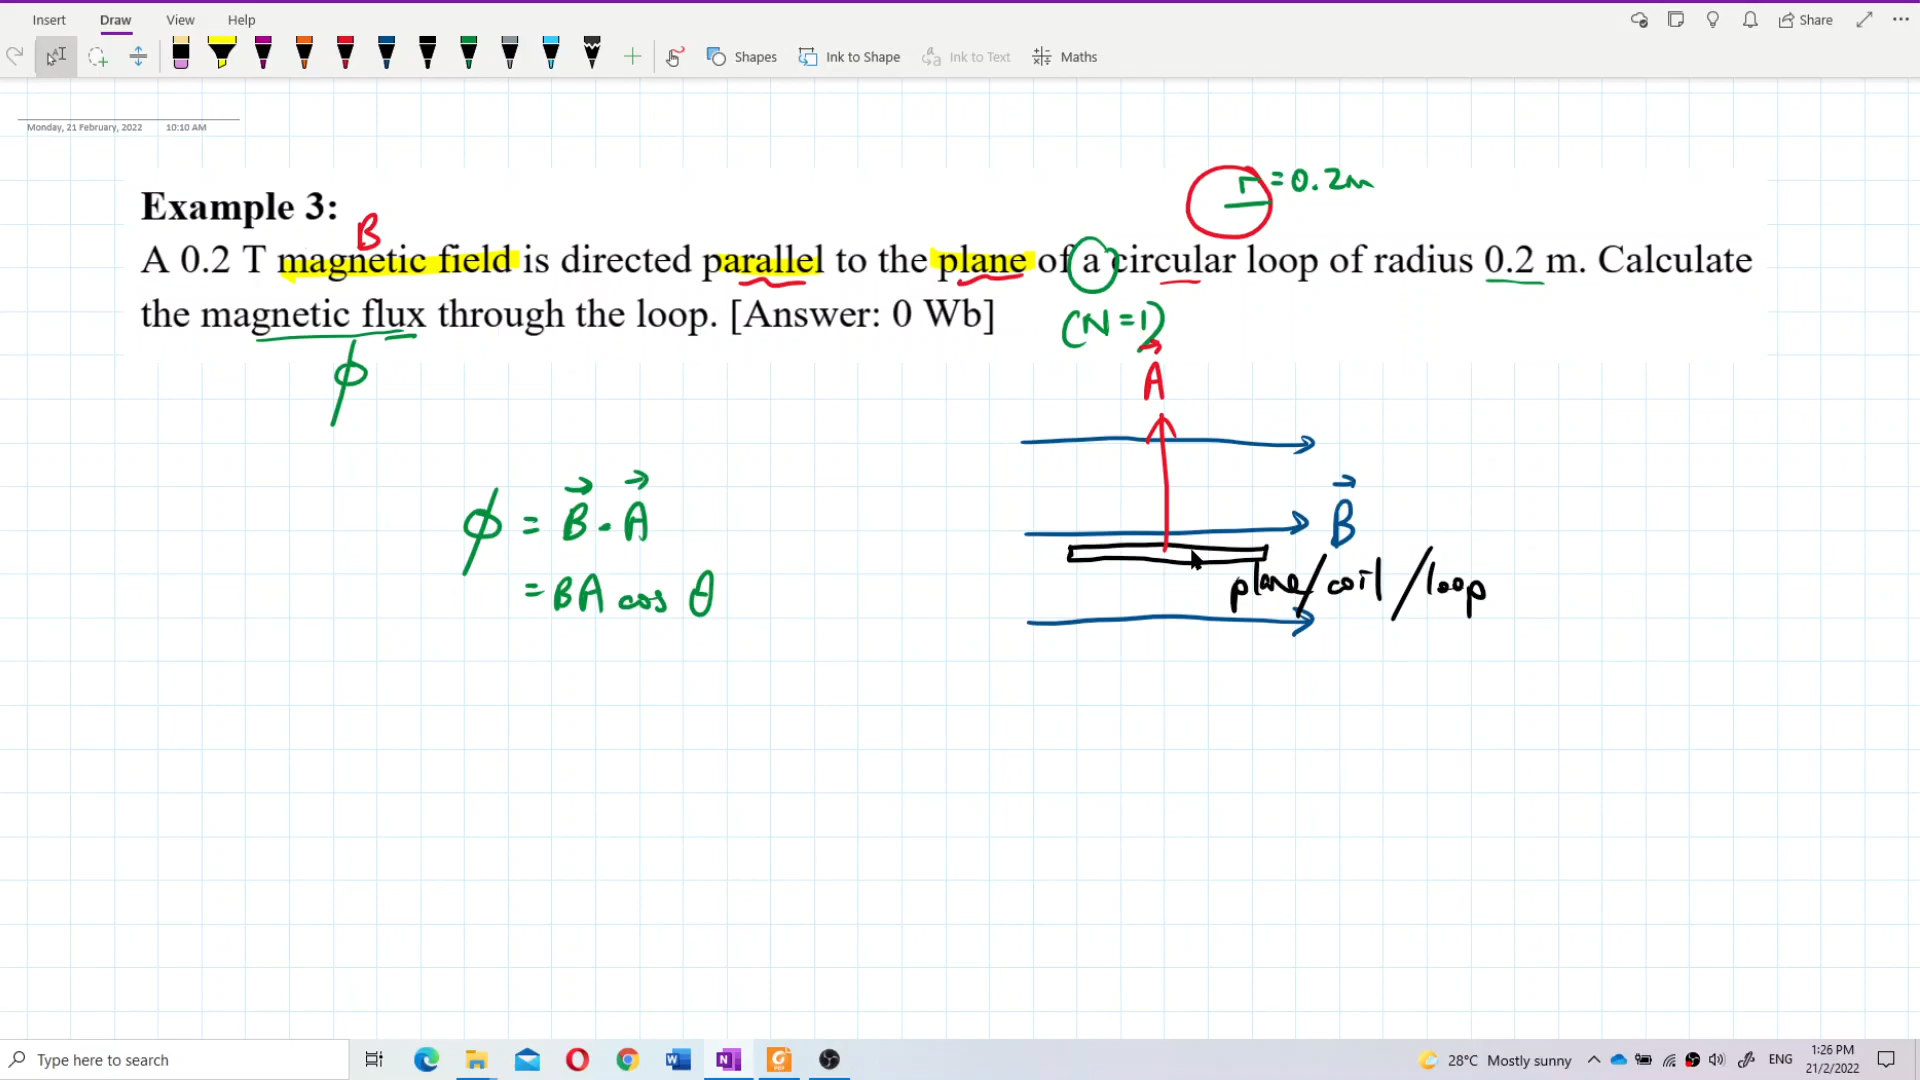 Insert Draw View Help Share
Shapes Ink to Shape Ink to Text Maths
Monday, 21 February, 2022 10:10 AM
r = 0.2m
Example 3:
B
A 0.2 T magnetic field is directed parallel to the plane of a circular loop of radius 0.2 m. Calculate
the magnetic flux through the loop. [Answer: 0 Wb]
(N=1)
ϕ
A
ϕ = B · A
B
= BA cos θ
plane/coil/loop
Type here to search
28°C Mostly sunny
ENG
1:26 PM
21/2/2022